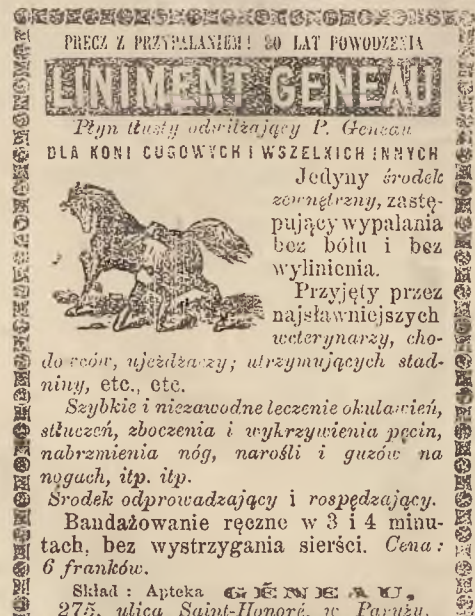 PRECZ Z PRZYPALANIEM! 20 LAT POWODZENIA
LINIMENT GENEAU
Płyn tłusty odwilżający P. Geneau
DLA KONI CUGOWYCH I WSZELKICH INNYCH
Jedyny środek
zewnętrzny, zastę-
pujący wypalania
bez bólu i bez
wylinienia.
Przyjęty przez
najsławniejszych
weterynarzy, cho-
dowców, ujeżdżaczy; utrzymujących stad-
niny, etc., etc.
Szybkie i niezawodne leczenie okulawień,
stłuczeń, zboczenia i wykrzywienia pęcin,
nabrzmienia nóg, narośli i guzów na
nogach, itp. itp.
Środek odprowadzający i rospędzający.
Bandażowanie ręczne w 3 i 4 minu-
tach, bez wystrzygania sierści. Cena:
6 franków.
Skład: Apteka GÉNEAU,
275, ulica Saint-Honoré, w Paryżu.